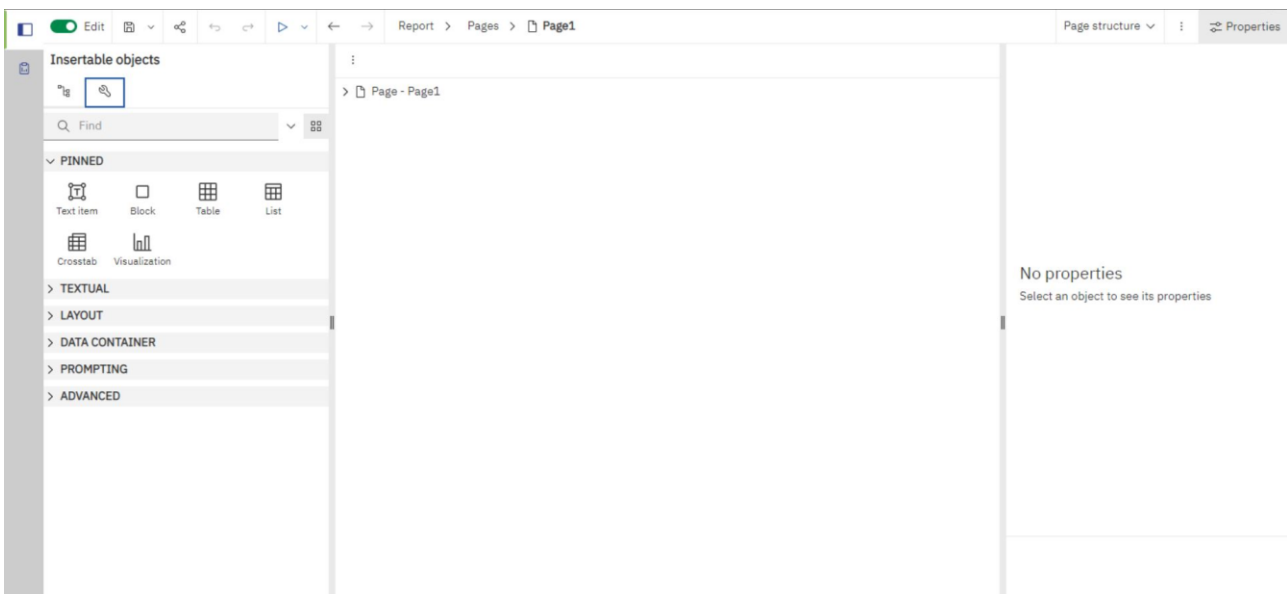 Edit
Report > Pages > Page1
Page structure
Properties
Insertable objects
Find
PINNED
Text item Block Table List
Crosstab Visualization
TEXTUAL
LAYOUT
DATA CONTAINER
PROMPTING
ADVANCED
Page - Page1
No properties
Select an object to see its properties